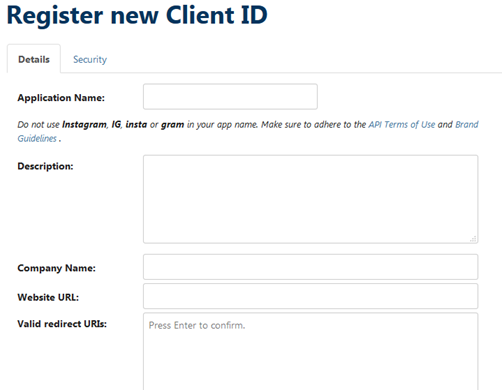 Register new Client ID
Details
Security
Application Name:
Do not use Instagram, IG, insta or gram in your app name. Make sure to adhere to the API Terms of Use and Brand
Guidelines .
Description:
Company Name:
Website URL:
Valid redirect URIs:
Press Enter to confirm.